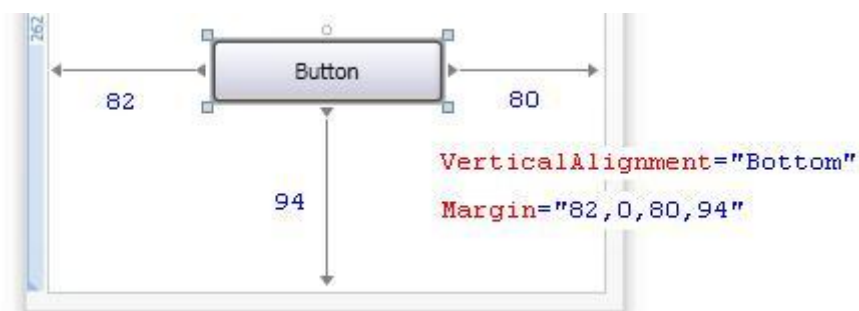 262
Button
82
80
VerticalAlignment="Bottom"
94
Margin="82,0,80,94"